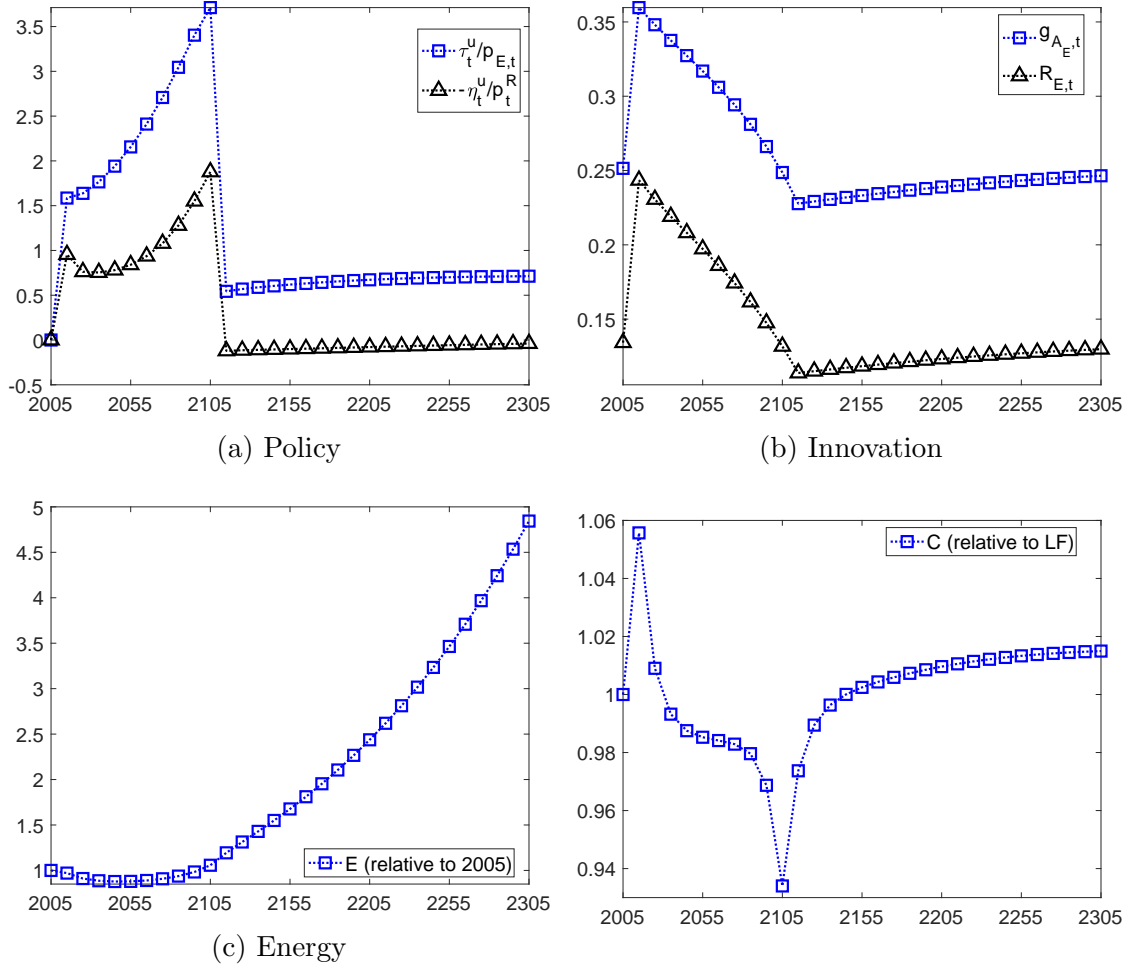 3.5
3
2.5
2
1.5
1
0.5
0
-0.5
τ_t^u/p_{E,t}
η_t^u/p_t^R
2005 2055 2105 2155 2205 2255 2305
(a) Policy
0.35
0.3
0.25
0.2
0.15
g_{A_E,t}
R_{E,t}
2005 2055 2105 2155 2205 2255 2305
(b) Innovation
5
4.5
4
3.5
3
2.5
2
1.5
1
E (relative to 2005)
2005 2055 2105 2155 2205 2255 2305
(c) Energy
1.06
1.04
1.02
1
0.98
0.96
0.94
C (relative to LF)
2005 2055 2105 2155 2205 2255 2305